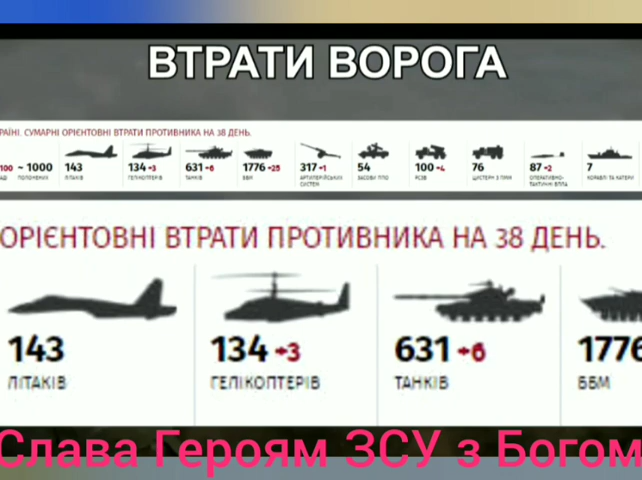 ВТРАТИ ВОРОГА
РАЇНІ. СУМАРНІ ОРІЄНТОВНІ ВТРАТИ ПРОТИВНИКА НА 38 ДЕНЬ.
100 ~ 1000 143 134 +3 631 +6 1776 +25 317 +1 54 100 +4 76 87 +2 7
ПОЛОНЕНИХ ЛІТАКІВ ГЕЛІКОПТЕРІВ ТАНКІВ ББМ АРТИЛЕРІЙСЬКИХ СИСТЕМ ЗАСОБИ ППО РСЗВ ЦИСТЕРН З ПММ ОПЕРАТИВНО-ТАКТИЧНІ БПЛА КОРАБЛІ ТА КАТЕРИ
ОРІЄНТОВНІ ВТРАТИ ПРОТИВНИКА НА 38 ДЕНЬ.
143 134 +3 631 +6 1776
ЛІТАКІВ ГЕЛІКОПТЕРІВ ТАНКІВ ББМ
Слава Героям ЗСУ з Богом